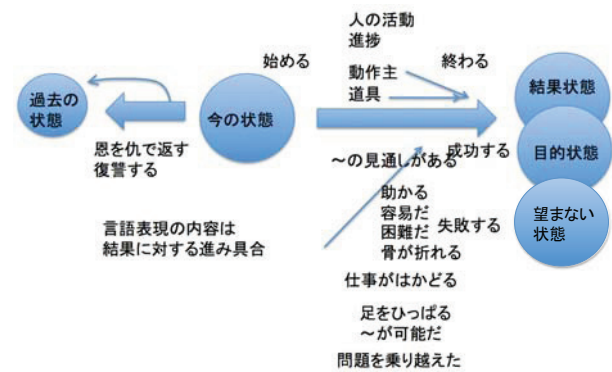 人の活動
進捗
始める
動作主
道具
終わる
結果状態
過去の
状態
今の状態
恩を仇で返す
復讐する
~の見通しがある
成功する
目的状態
助かる
容易だ
困難だ
骨が折れる
失敗する
望まない
状態
言語表現の内容は
結果に対する進み具合
仕事がはかどる
足をひっぱる
~が可能だ
問題を乗り越えた